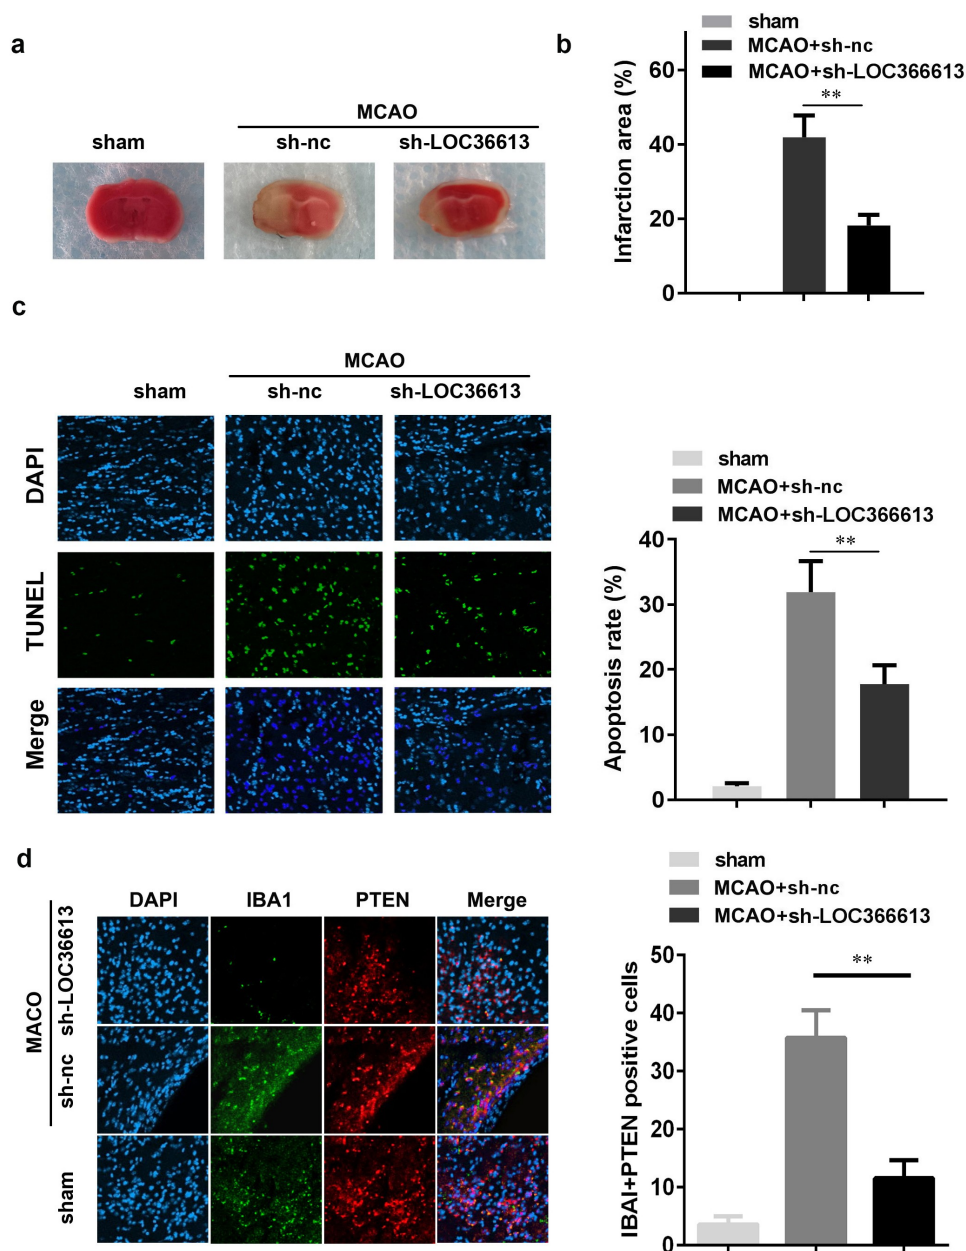 a
MCAO
sham
sh-nc
sh-LOC36613
b
sham
MCAO+sh-nc
MCAO+sh-LOC366613
**
Infarction area (%)
60
40
20
0
c
MCAO
sham
sh-nc
sh-LOC36613
DAPI
TUNEL
Merge
sham
MCAO+sh-nc
MCAO+sh-LOC366613
**
Apoptosis rate (%)
40
30
20
10
0
d
DAPI
IBA1
PTEN
Merge
MACO
sh-LOC36613
sh-nc
sham
sham
MCAO+sh-nc
MCAO+sh-LOC366613
**
IBAI+PTEN positive cells
50
40
30
20
10
0